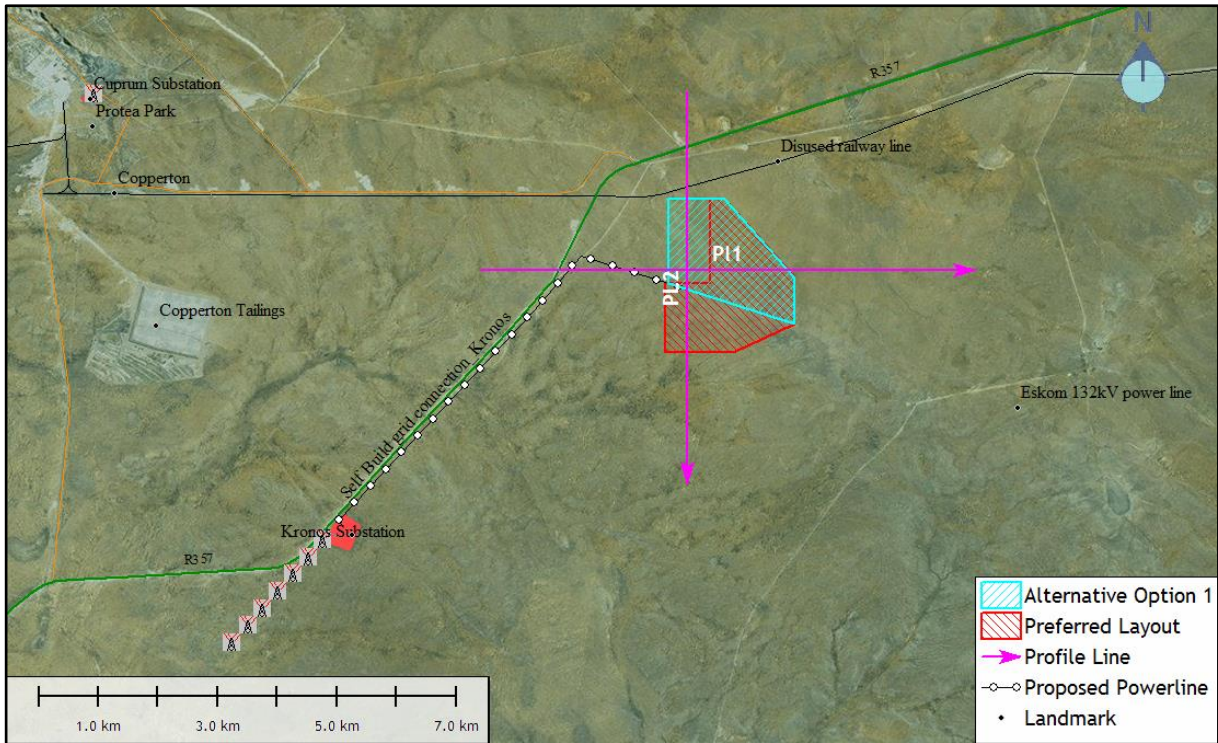 N
R357
Cuprum Substation
Protea Park
Disused railway line
Copperton
Pl1
PL2
Copperton Tailings
Self Build grid connection Kronos
Eskom 132kV power line
Kronos Substation
R357
Alternative Option 1
Preferred Layout
Profile Line
Proposed Powerline
Landmark
1.0 km 3.0 km 5.0 km 7.0 km